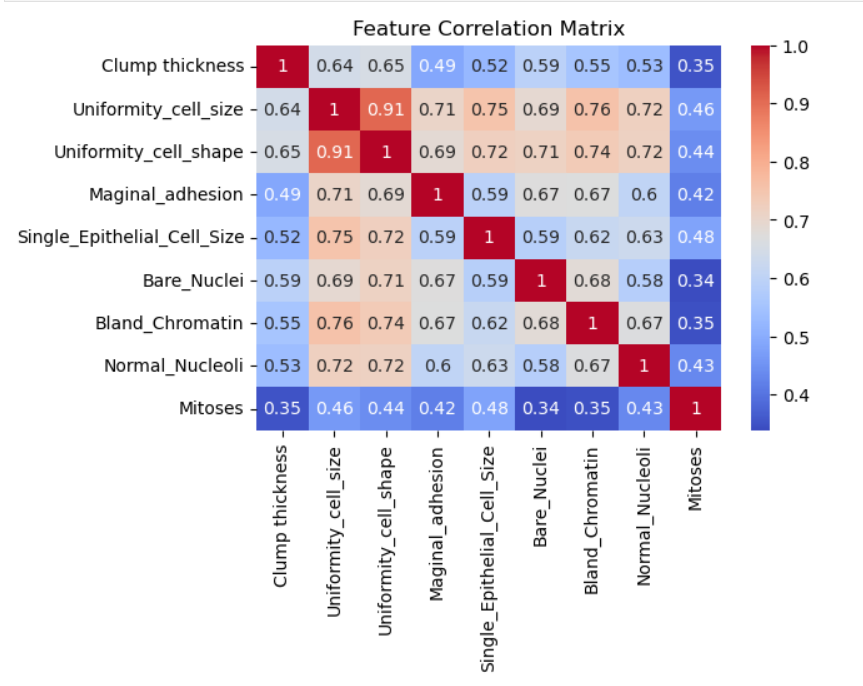 Feature Correlation Matrix
Clump thickness 1 0.64 0.65 0.49 0.52 0.59 0.55 0.53 0.35
Uniformity_cell_size 0.64 1 0.91 0.71 0.75 0.69 0.76 0.72 0.46
Uniformity_cell_shape 0.65 0.91 1 0.69 0.72 0.71 0.74 0.72 0.44
Maginal_adhesion 0.49 0.71 0.69 1 0.59 0.67 0.67 0.6 0.42
Single_Epithelial_Cell_Size 0.52 0.75 0.72 0.59 1 0.59 0.62 0.63 0.48
Bare_Nuclei 0.59 0.69 0.71 0.67 0.59 1 0.68 0.58 0.34
Bland_Chromatin 0.55 0.76 0.74 0.67 0.62 0.68 1 0.67 0.35
Normal_Nucleoli 0.53 0.72 0.72 0.6 0.63 0.58 0.67 1 0.43
Mitoses 0.35 0.46 0.44 0.42 0.48 0.34 0.35 0.43 1
Clump thickness
Uniformity_cell_size
Uniformity_cell_shape
Maginal_adhesion
Single_Epithelial_Cell_Size
Bare_Nuclei
Bland_Chromatin
Normal_Nucleoli
Mitoses
1.0
0.9
0.8
0.7
0.6
0.5
0.4